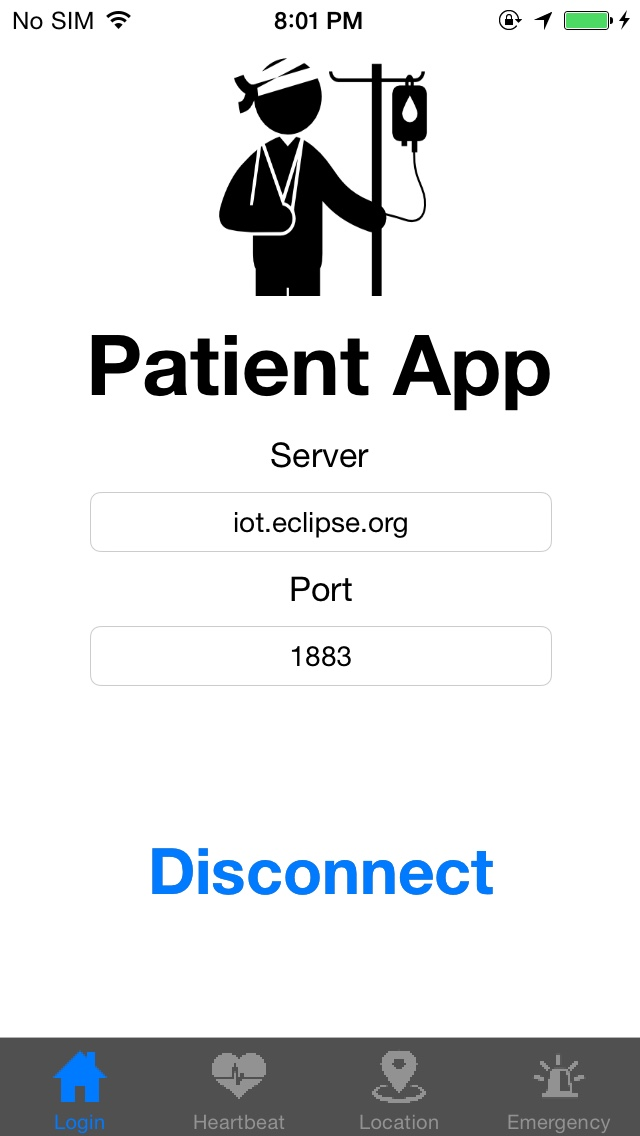 No SIM 8:01 PM
Patient App
Server
iot.eclipse.org
Port
1883
Disconnect
Login Heartbeat Location Emergency